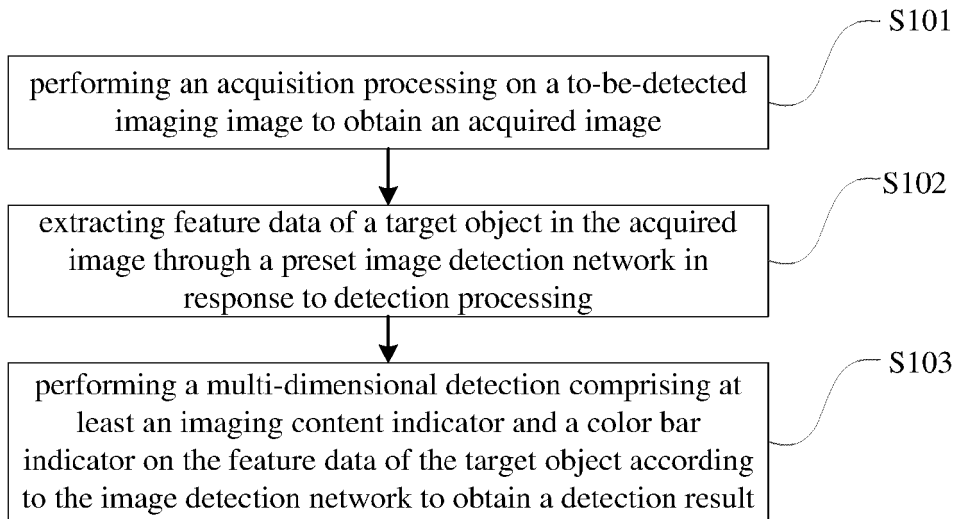 S101
performing an acquisition processing on a to-be-detected
imaging image to obtain an acquired image
S102
extracting feature data of a target object in the acquired
image through a preset image detection network in
response to detection processing
S103
performing a multi-dimensional detection comprising at
least an imaging content indicator and a color bar
indicator on the feature data of the target object according
to the image detection network to obtain a detection result